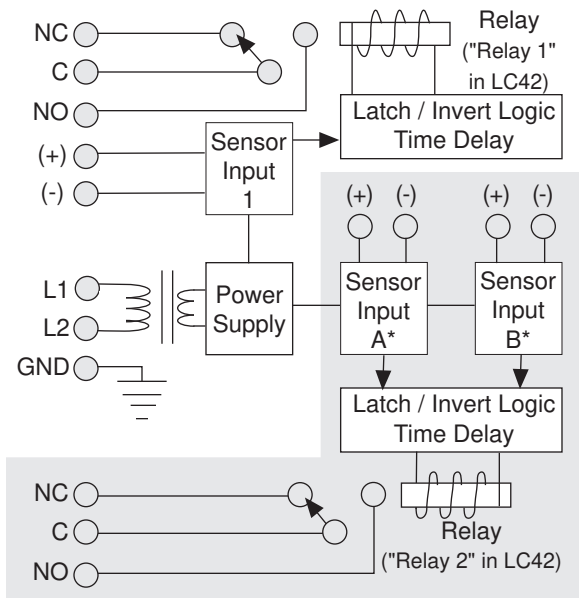 NC
C
NO
(+)
(-)
Relay
("Relay 1"
in LC42)
Latch / Invert Logic
Time Delay
Sensor
Input
1
(+) (-) (+) (-)
L1
L2
GND
Power
Supply
Sensor
Input
A*
Sensor
Input
B*
Latch / Invert Logic
Time Delay
NC
C
NO
Relay
("Relay 2" in LC42)